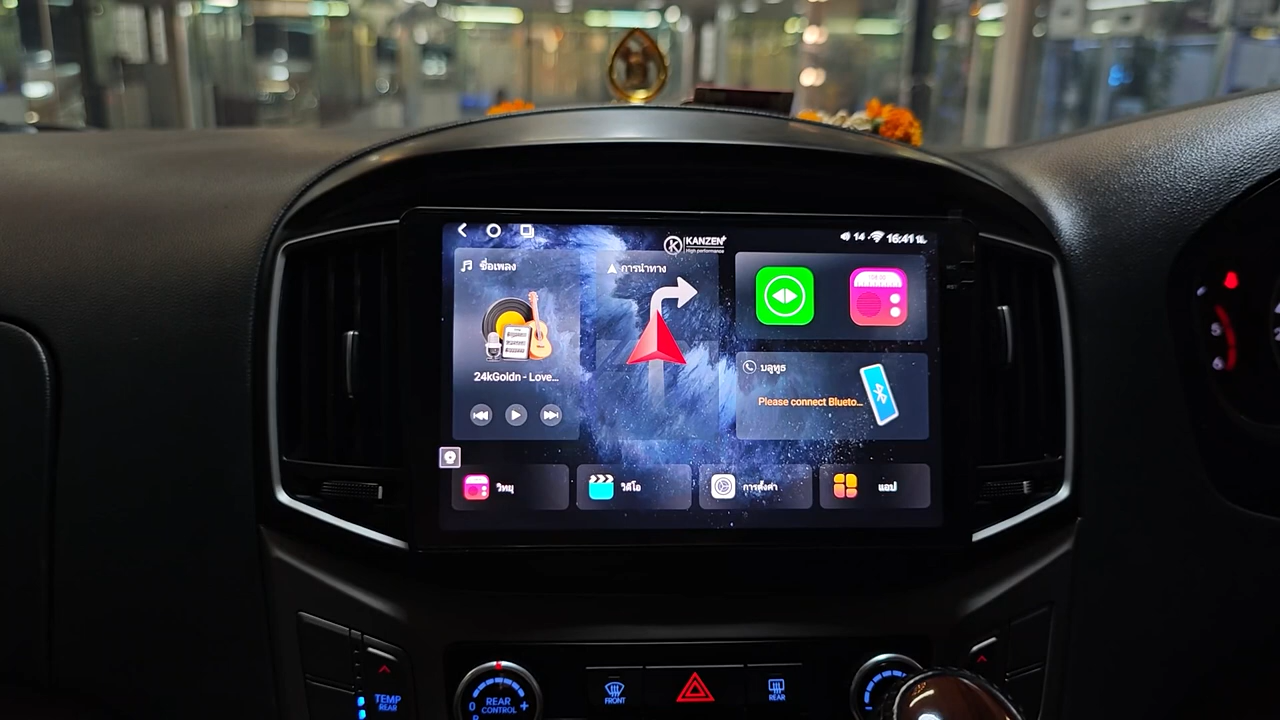 KANZEN
High performance
14
16:41
ชื่อเพลง
การนำทาง
24kGoldn - Love...
บลูทูธ
Please connect Blueto...
วิทยุ
วิดีโอ
การตั้งค่า
แอป
TEMP
REAR
0 REAR +
CONTROL
FRONT
REAR